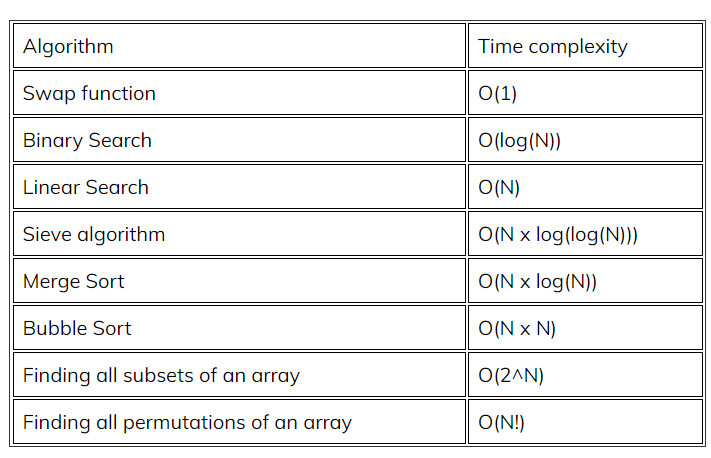 Algorithm Time complexity
Swap function O(1)
Binary Search O(log(N))
Linear Search O(N)
Sieve algorithm O(N x log(log(N)))
Merge Sort O(N x log(N))
Bubble Sort O(N x N)
Finding all subsets of an array O(2^N)
Finding all permutations of an array O(N!)